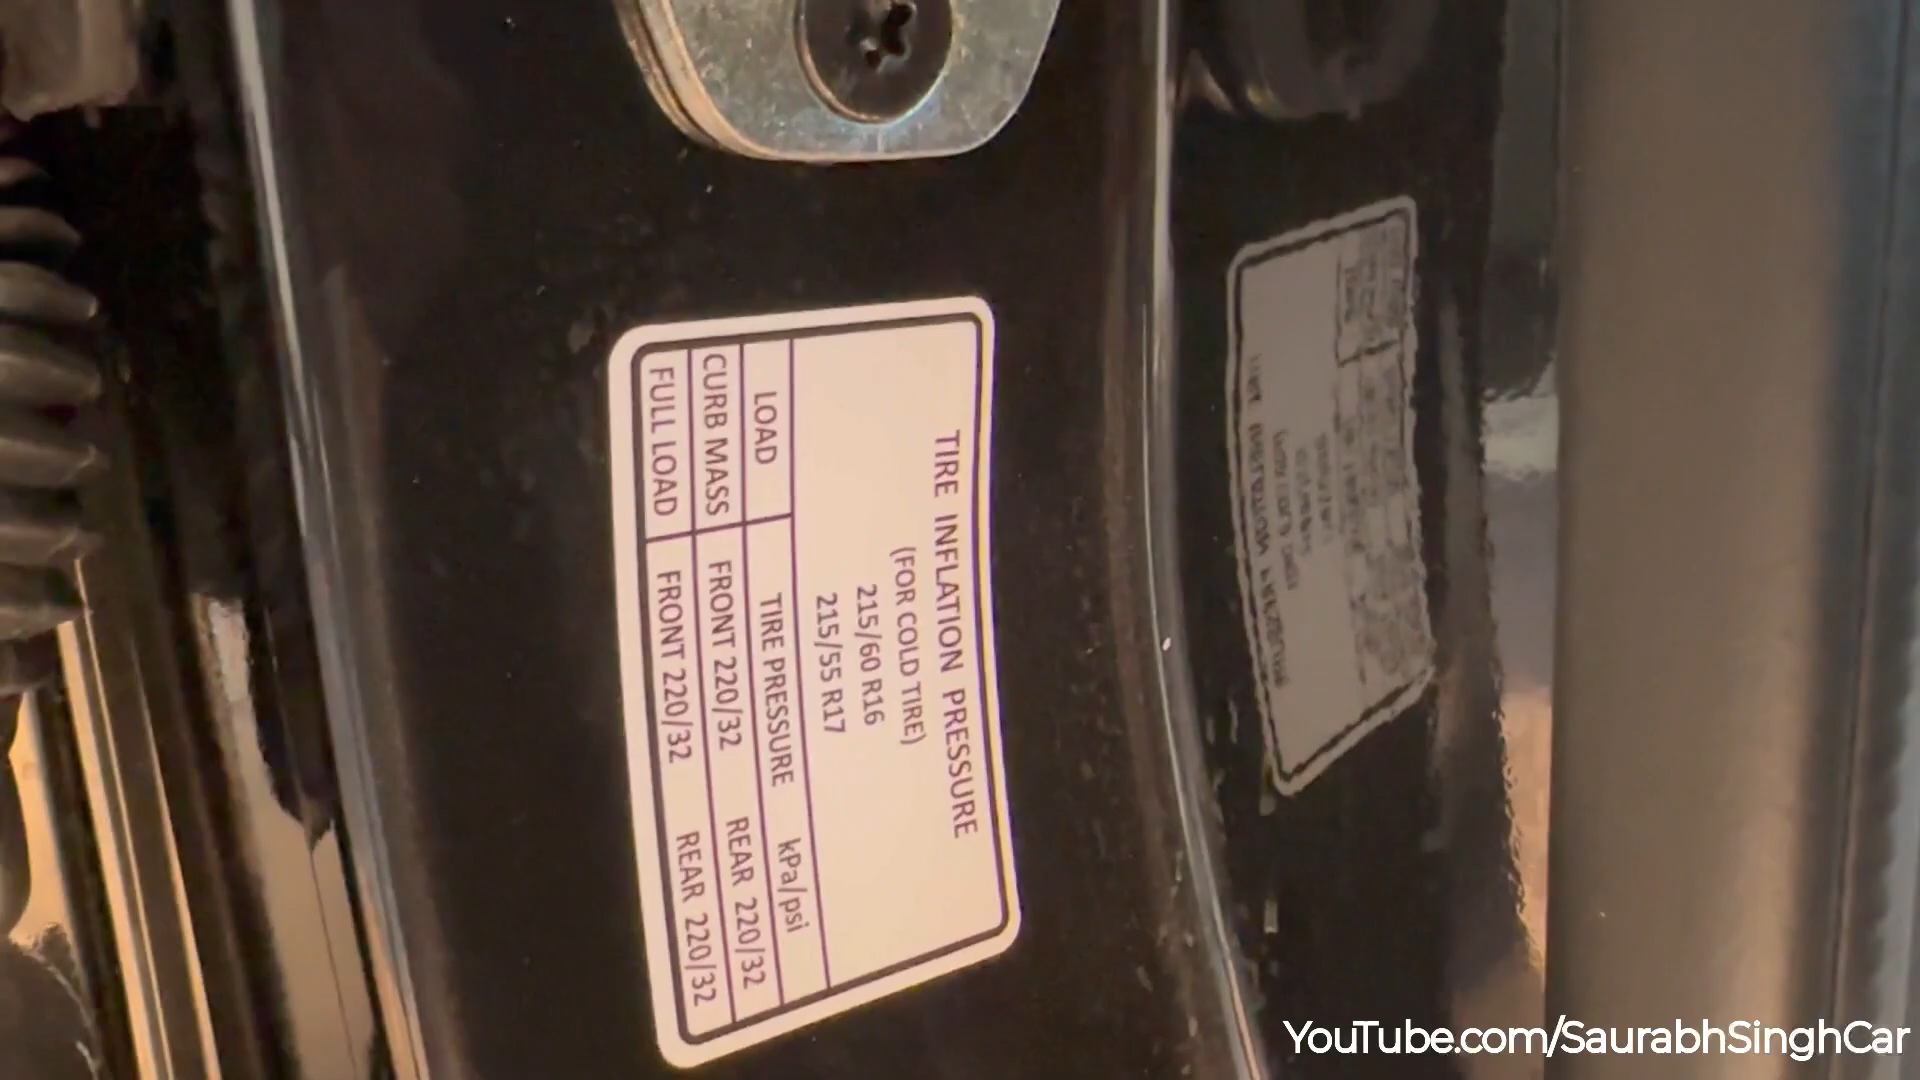 TIRE INFLATION PRESSURE
(FOR COLD TIRE)
215/60 R16
215/55 R17
LOAD TIRE PRESSURE kPa/psi
CURB MASS FRONT 220/32 REAR 220/32
FULL LOAD FRONT 220/32 REAR 220/32
YouTube.com/SaurabhSinghCar